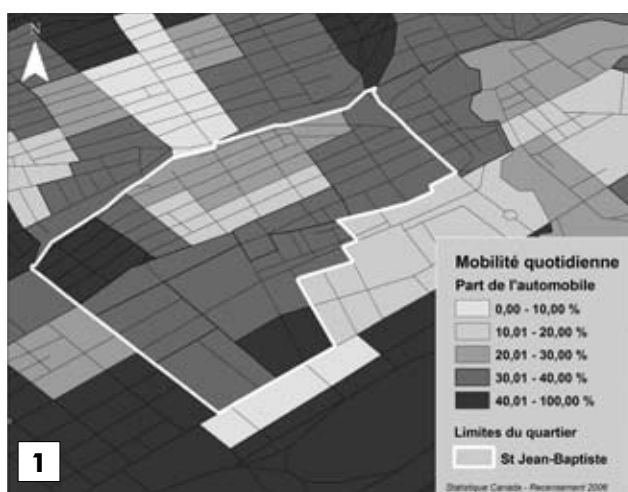 N
Mobilité quotidienne
Part de l'automobile
0,00 - 10,00 %
10,01 - 20,00 %
20,01 - 30,00 %
30,01 - 40,00 %
40,01 - 100,00 %
Limites du quartier
St Jean-Baptiste
Statistique Canada - Recensement 2006
1